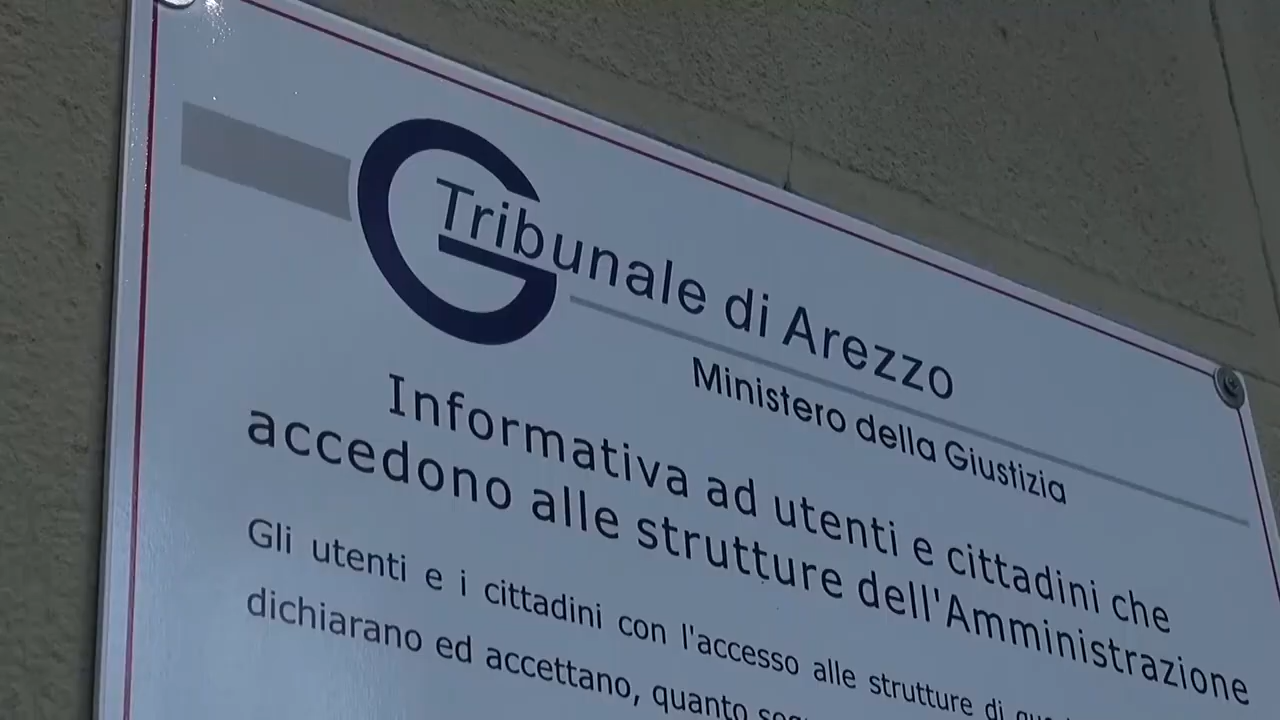 Tribunale di Arezzo
Ministero della Giustizia
Informativa ad utenti e cittadini che
accedono alle strutture dell'Amministrazione
Gli utenti e i cittadini con l'accesso alle strutture di
dichiarano ed accettano, quanto